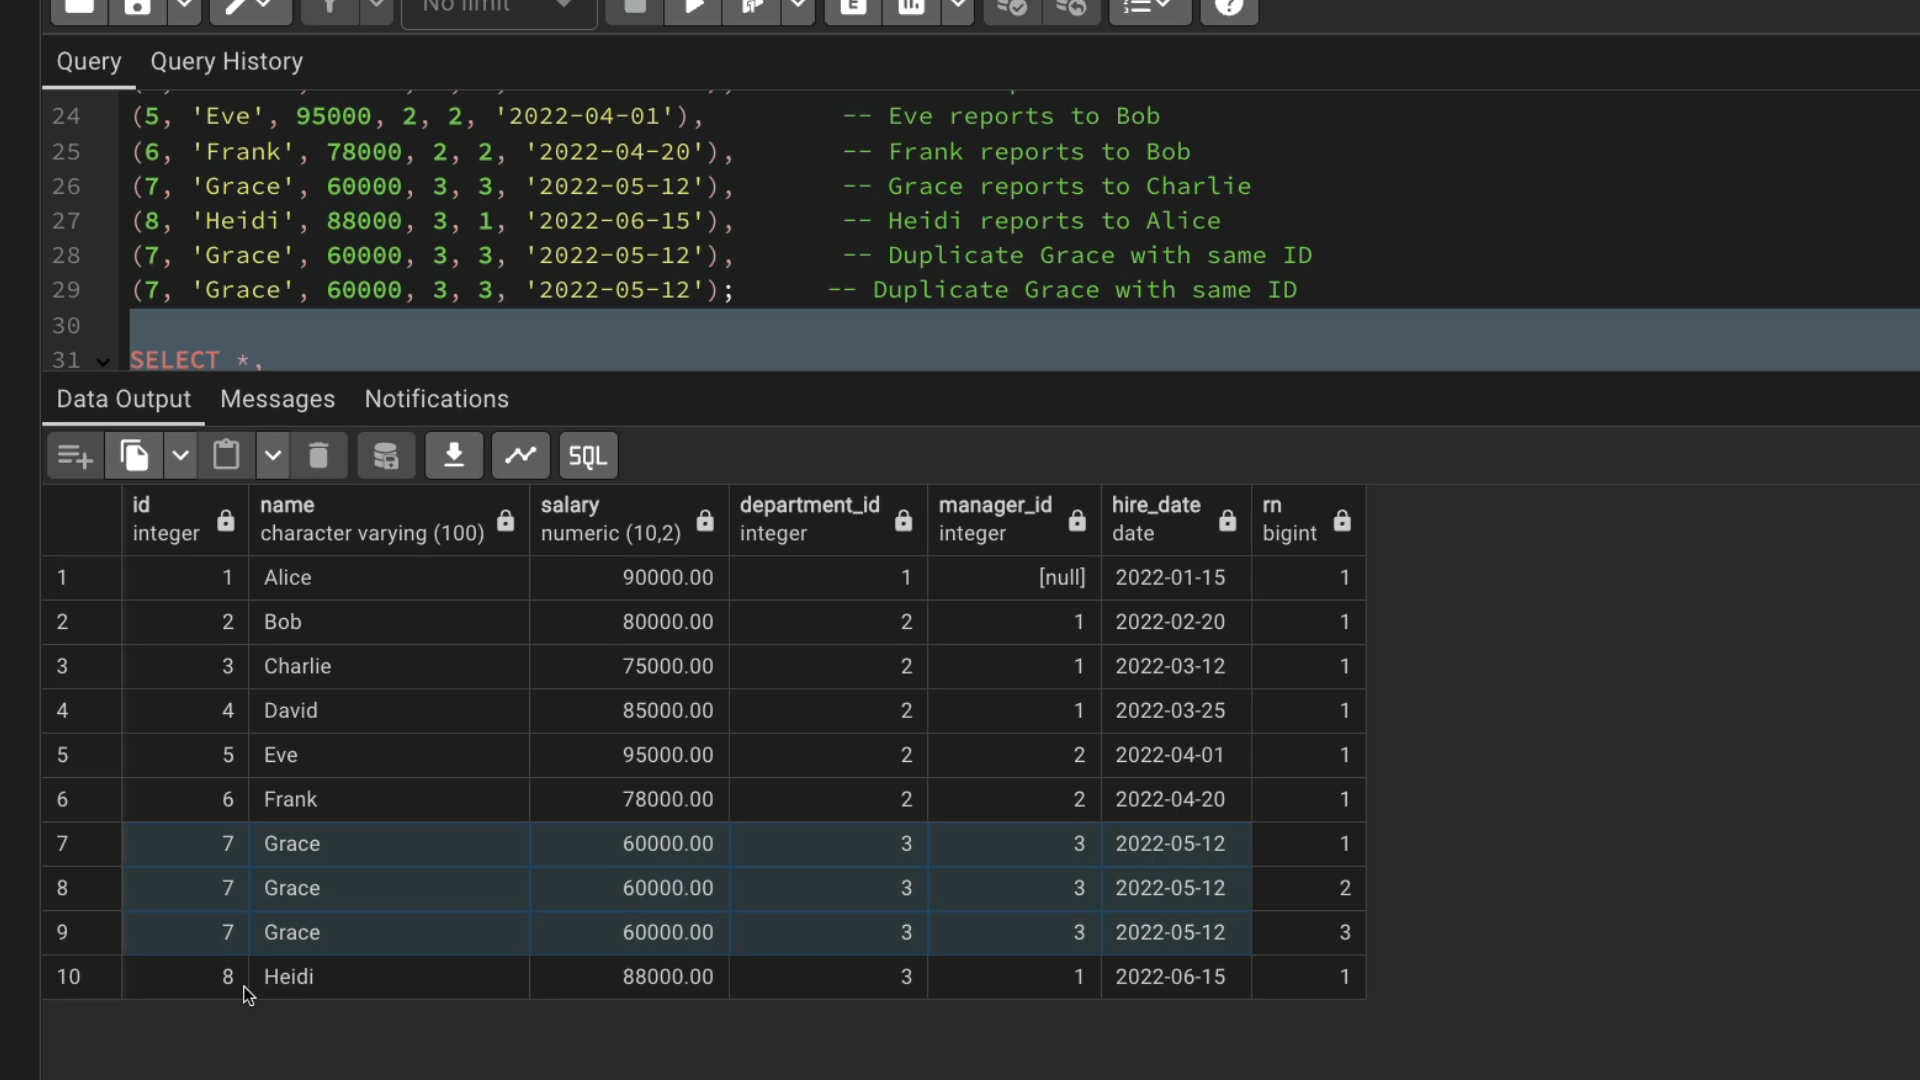 No limit
Query Query History
24 (5, 'Eve', 95000, 2, 2, '2022-04-01'), -- Eve reports to Bob
25 (6, 'Frank', 78000, 2, 2, '2022-04-20'), -- Frank reports to Bob
26 (7, 'Grace', 60000, 3, 3, '2022-05-12'), -- Grace reports to Charlie
27 (8, 'Heidi', 88000, 3, 1, '2022-06-15'), -- Heidi reports to Alice
28 (7, 'Grace', 60000, 3, 3, '2022-05-12'), -- Duplicate Grace with same ID
29 (7, 'Grace', 60000, 3, 3, '2022-05-12'); -- Duplicate Grace with same ID
30
31 SELECT *,
Data Output Messages Notifications
SQL
id name salary department_id manager_id hire_date rn
integer character varying (100) numeric (10,2) integer integer date bigint
1 1 Alice 90000.00 1 [null] 2022-01-15 1
2 2 Bob 80000.00 2 1 2022-02-20 1
3 3 Charlie 75000.00 2 1 2022-03-12 1
4 4 David 85000.00 2 1 2022-03-25 1
5 5 Eve 95000.00 2 2 2022-04-01 1
6 6 Frank 78000.00 2 2 2022-04-20 1
7 7 Grace 60000.00 3 3 2022-05-12 1
8 7 Grace 60000.00 3 3 2022-05-12 2
9 7 Grace 60000.00 3 3 2022-05-12 3
10 8 Heidi 88000.00 3 1 2022-06-15 1